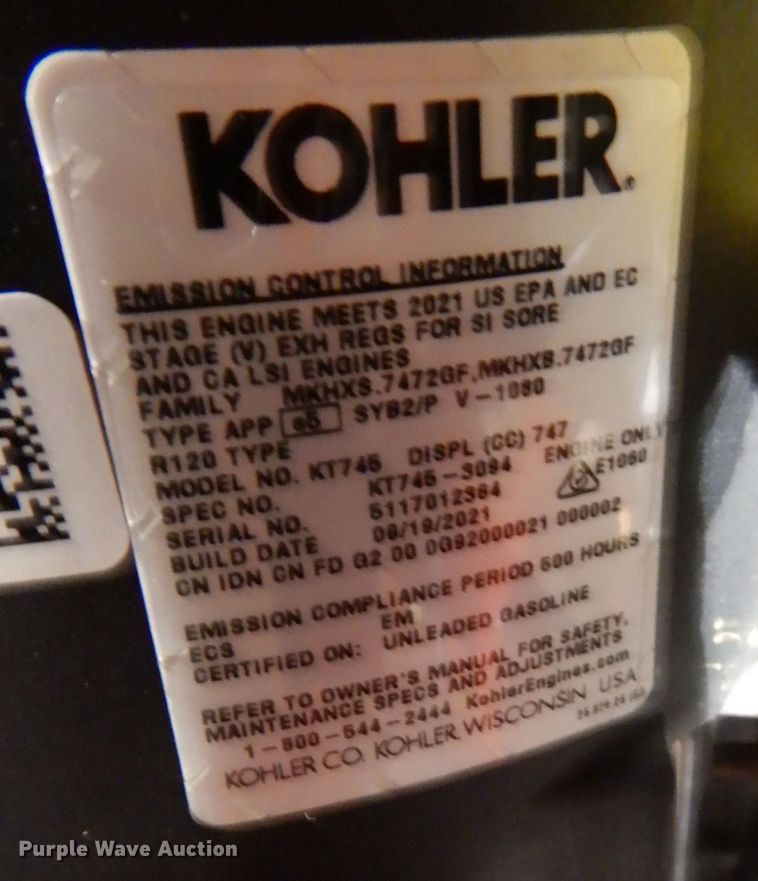 KOHLER®
EMISSION CONTROL INFORMATION
THIS ENGINE MEETS 2021 US EPA AND EC
STAGE (V) EXH REGS FOR SI SORE
AND CA LSI ENGINES
FAMILY MKHXS.7472GF,MKHXB.7472GF
TYPE APP e5 SYB2/P V-1080
R120 TYPE
MODEL NO. KT745 DISPL (CC) 747
SPEC NO. KT745-3094 ENGINE ONLY
SERIAL NO. 5117012364 E1060
BUILD DATE 06/18/2021
CN IDN CN FD G2 00 0G92000021 000002
EMISSION COMPLIANCE PERIOD 500 HOURS
ECS EM
CERTIFIED ON: UNLEADED GASOLINE
REFER TO OWNER'S MANUAL FOR SAFETY,
MAINTENANCE SPECS AND ADJUSTMENTS
1-800-544-2444 KohlerEngines.com
KOHLER CO. KOHLER, WISCONSIN USA
Purple Wave Auction